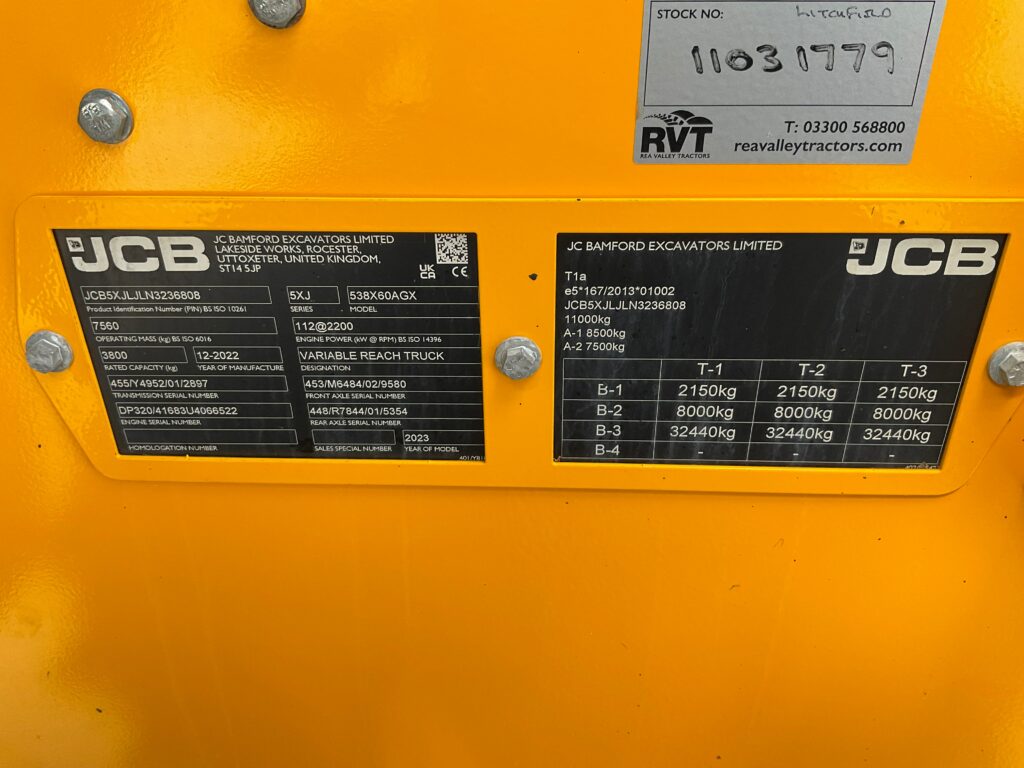 STOCK NO: LITCHFIELD
11031779
RVT
REA VALLEY TRACTORS
T: 03300 568800
reavalleytractors.com
JCB
JC BAMFORD EXCAVATORS LIMITED
LAKESIDE WORKS, ROCESTER,
UTTOXETER, UNITED KINGDOM,
ST14 5JP
UK
CA CE
JCB5XJLJLN3236808 5XJ 538X60AGX
Product Identification Number (PIN) BS ISO 10261 SERIES MODEL
7560 112@2200
OPERATING MASS (kg) BS ISO 6016 ENGINE POWER (kW @ RPM) BS ISO 14396
3800 12-2022 VARIABLE REACH TRUCK
RATED CAPACITY (kg) YEAR OF MANUFACTURE DESIGNATION
455/Y4952/01/2897 453/M6484/02/9580
TRANSMISSION SERIAL NUMBER FRONT AXLE SERIAL NUMBER
DP320/41683U4066522 448/R7844/01/5354
ENGINE SERIAL NUMBER REAR AXLE SERIAL NUMBER
2023
HOMOLOGATION NUMBER SALES SPECIAL NUMBER YEAR OF MODEL
JC BAMFORD EXCAVATORS LIMITED JCB
T1a
e5*167/2013*01002
JCB5XJLJLN3236808
11000kg
A-1 8500kg
A-2 7500kg
T-1 T-2 T-3
B-1 2150kg 2150kg 2150kg
B-2 8000kg 8000kg 8000kg
B-3 32440kg 32440kg 32440kg
B-4 - - -